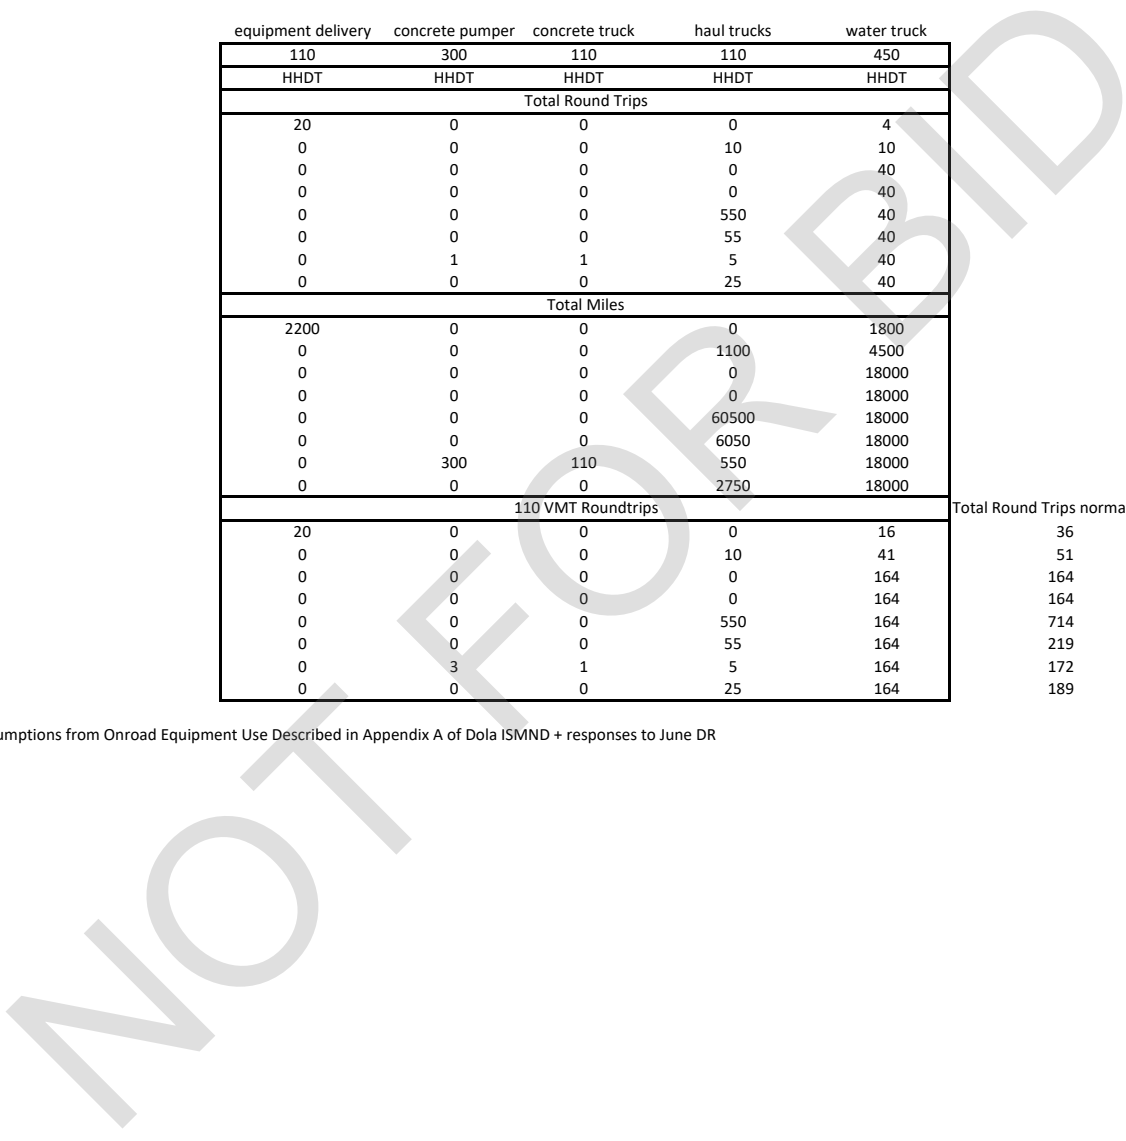 equipment delivery concrete pumper concrete truck haul trucks water truck
110 300 110 110 450
HHDT HHDT HHDT HHDT HHDT
Total Round Trips
20 0 0 0 4
0 0 0 10 10
0 0 0 0 40
0 0 0 0 40
0 0 0 550 40
0 0 0 55 40
0 1 1 5 40
0 0 0 25 40
Total Miles
2200 0 0 0 1800
0 0 0 1100 4500
0 0 0 0 18000
0 0 0 0 18000
0 0 0 60500 18000
0 0 0 6050 18000
0 300 110 550 18000
0 0 0 2750 18000
110 VMT Roundtrips Total Round Trips norma
20 0 0 0 16 36
0 0 0 10 41 51
0 0 0 0 164 164
0 0 0 0 164 164
0 0 0 550 164 714
0 0 0 55 164 219
0 3 1 5 164 172
0 0 0 25 164 189
umptions from Onroad Equipment Use Described in Appendix A of Dola ISMND + responses to June DR
NOT FOR BID